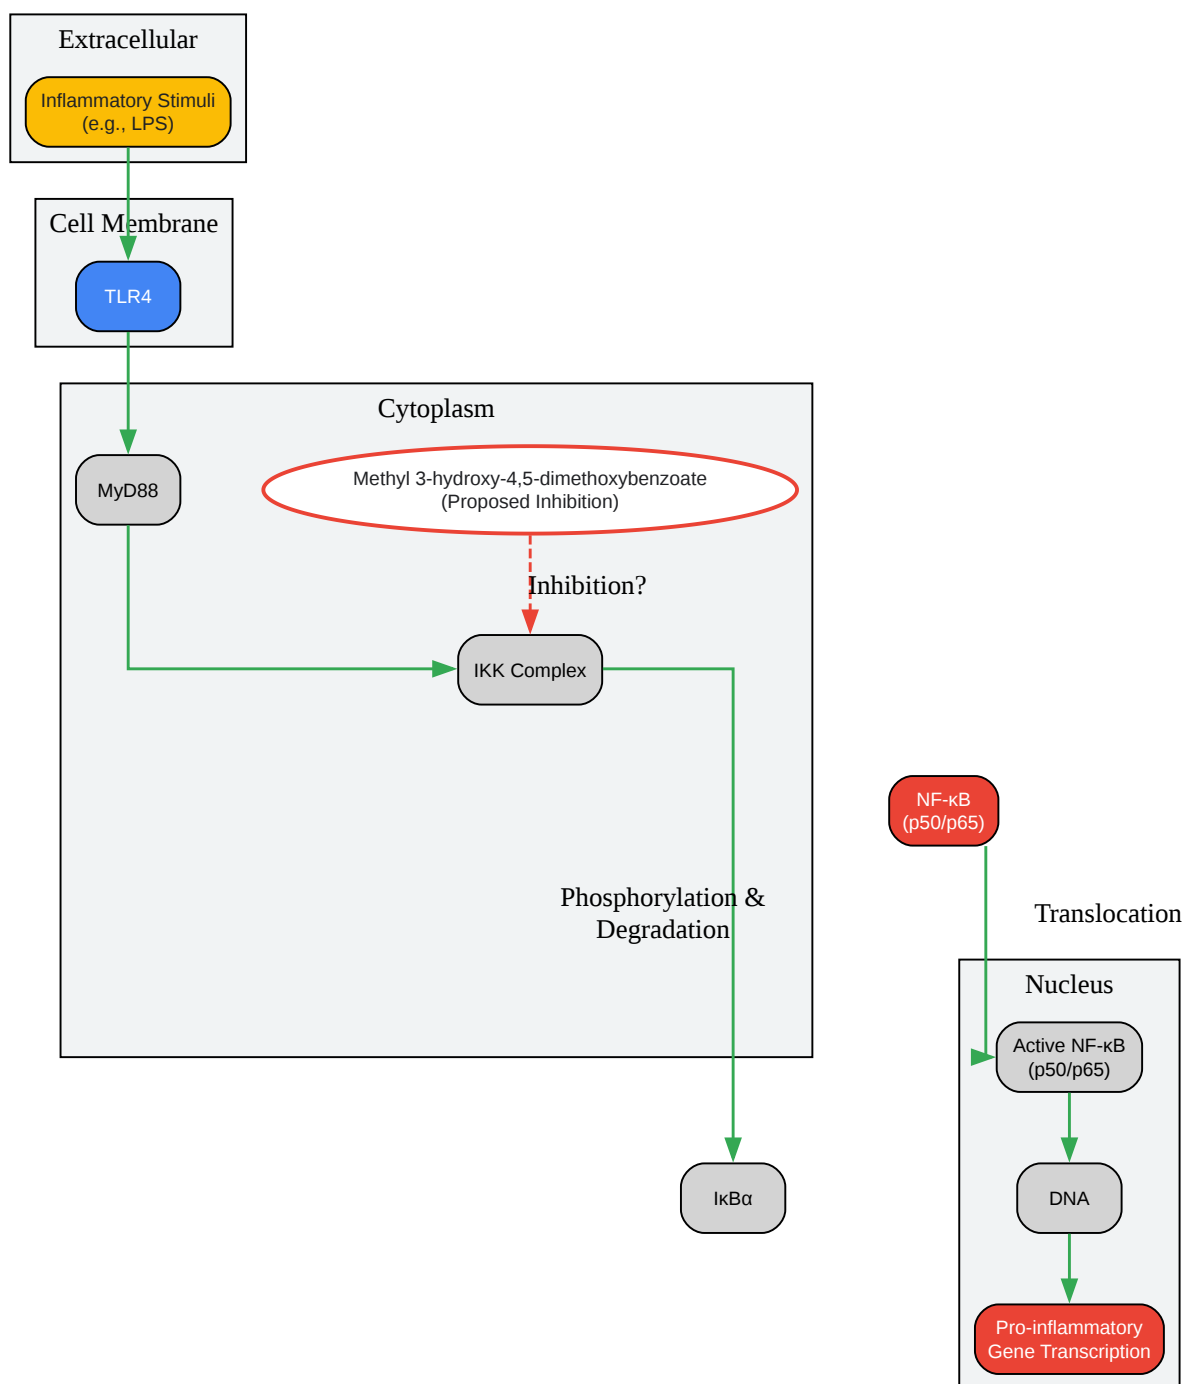 Extracellular
Inflammatory Stimuli
(e.g., LPS)
Cell Membrane
TLR4
Cytoplasm
MyD88
Methyl 3-hydroxy-4,5-dimethoxybenzoate
(Proposed Inhibition)
Inhibition?
IKK Complex
NF-κB
(p50/p65)
Phosphorylation &
Degradation
Translocation
Nucleus
Active NF-κB
(p50/p65)
IκBα
DNA
Pro-inflammatory
Gene Transcription